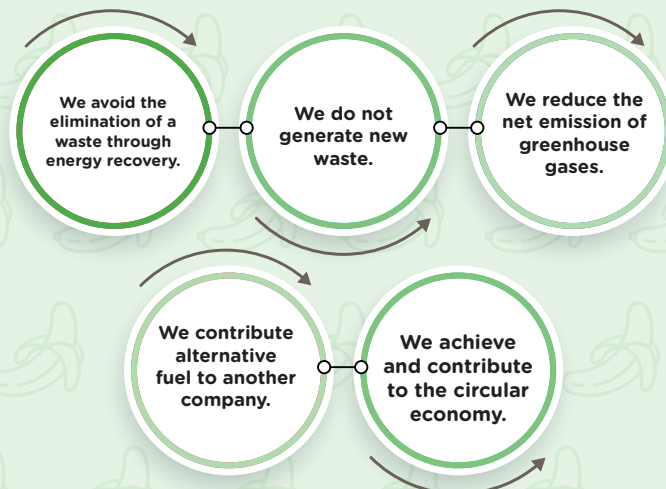 We avoid the
elimination of a
waste through
energy recovery.
We do not
generate new
waste.
We reduce the
net emission of
greenhouse
gases.
We contribute
alternative
fuel to another
company.
We achieve
and contribute
to the circular
economy.